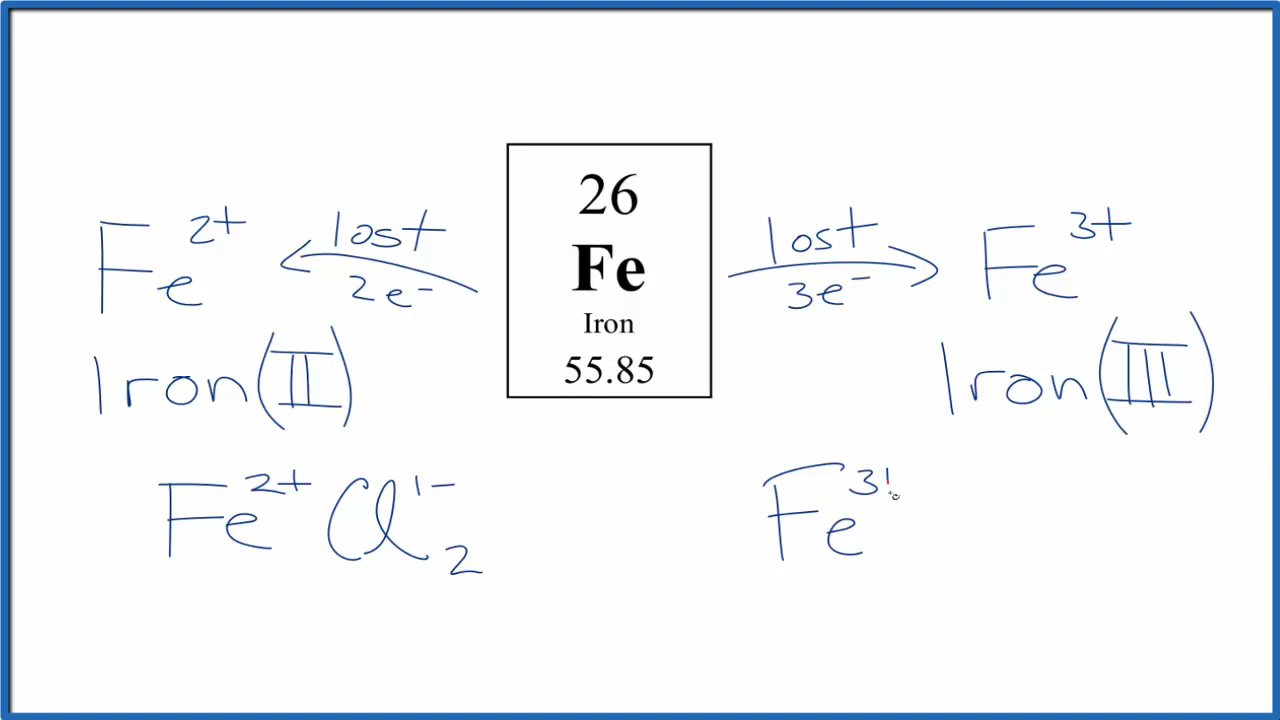 26
Fe
Iron
55.85
Fe²⁺
lost
2e⁻
Iron(II)
lost
3e⁻
Fe³⁺
Iron(III)
Fe²⁺Cl¹⁻₂
Fe³